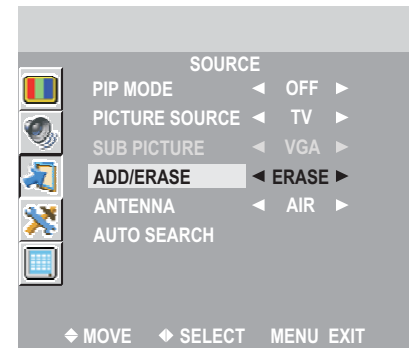 SOURCE
PIP MODE ◄ OFF ►
PICTURE SOURCE ◄ TV ►
SUB PICTURE ◄ VGA ►
ADD/ERASE ◄ ERASE ►
ANTENNA ◄ AIR ►
AUTO SEARCH
MOVE SELECT MENU EXIT